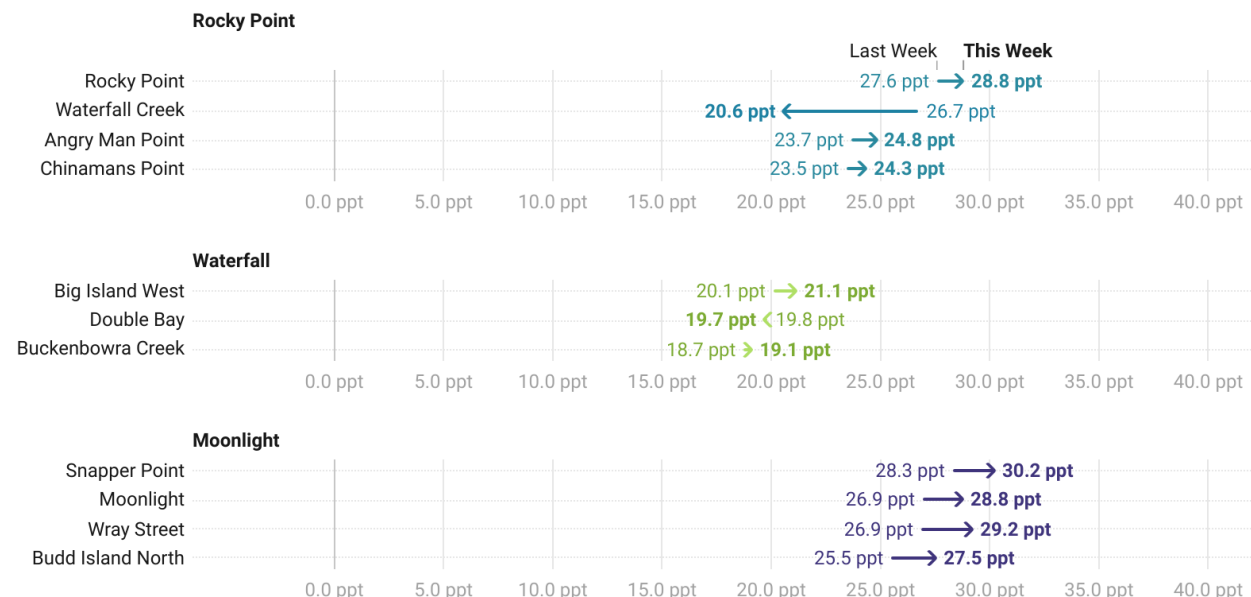 Rocky Point
Last Week This Week
Rocky Point 27.6 ppt 28.8 ppt
Waterfall Creek 20.6 ppt 26.7 ppt
Angry Man Point 23.7 ppt 24.8 ppt
Chinamans Point 23.5 ppt 24.3 ppt
0.0 ppt 5.0 ppt 10.0 ppt 15.0 ppt 20.0 ppt 25.0 ppt 30.0 ppt 35.0 ppt 40.0 ppt
Waterfall
Big Island West 20.1 ppt 21.1 ppt
Double Bay 19.7 ppt 19.8 ppt
Buckenbowra Creek 18.7 ppt 19.1 ppt
0.0 ppt 5.0 ppt 10.0 ppt 15.0 ppt 20.0 ppt 25.0 ppt 30.0 ppt 35.0 ppt 40.0 ppt
Moonlight
Snapper Point 28.3 ppt 30.2 ppt
Moonlight 26.9 ppt 28.8 ppt
Wray Street 26.9 ppt 29.2 ppt
Budd Island North 25.5 ppt 27.5 ppt
0.0 ppt 5.0 ppt 10.0 ppt 15.0 ppt 20.0 ppt 25.0 ppt 30.0 ppt 35.0 ppt 40.0 ppt